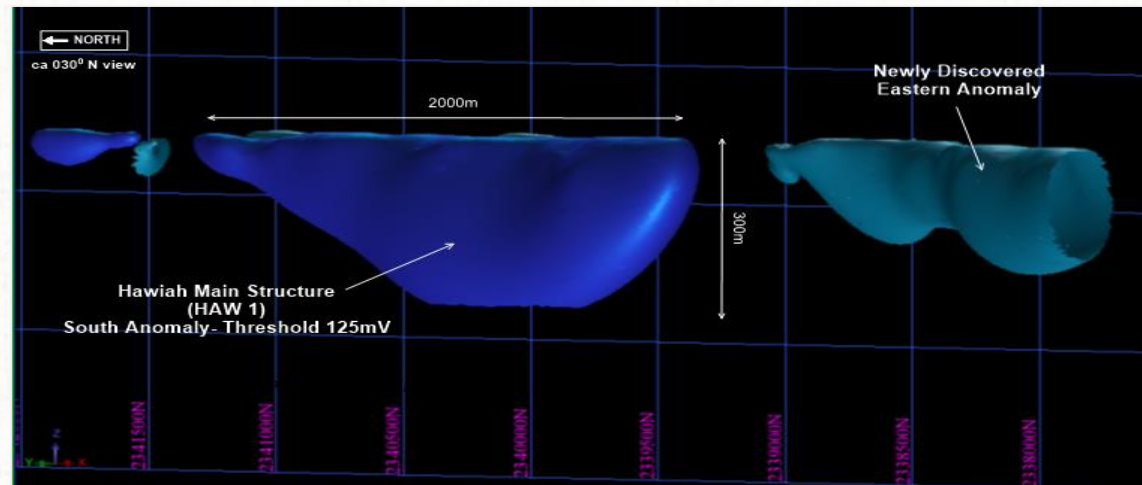 NORTH
ca 030⁰ N view
2000m
Newly Discovered
Eastern Anomaly
300m
Hawiah Main Structure
(HAW 1)
South Anomaly- Threshold 125mV
2341500N
2341000N
2340500N
2340000N
2339500N
2339000N
2338500N
2338000N
N
Y
X